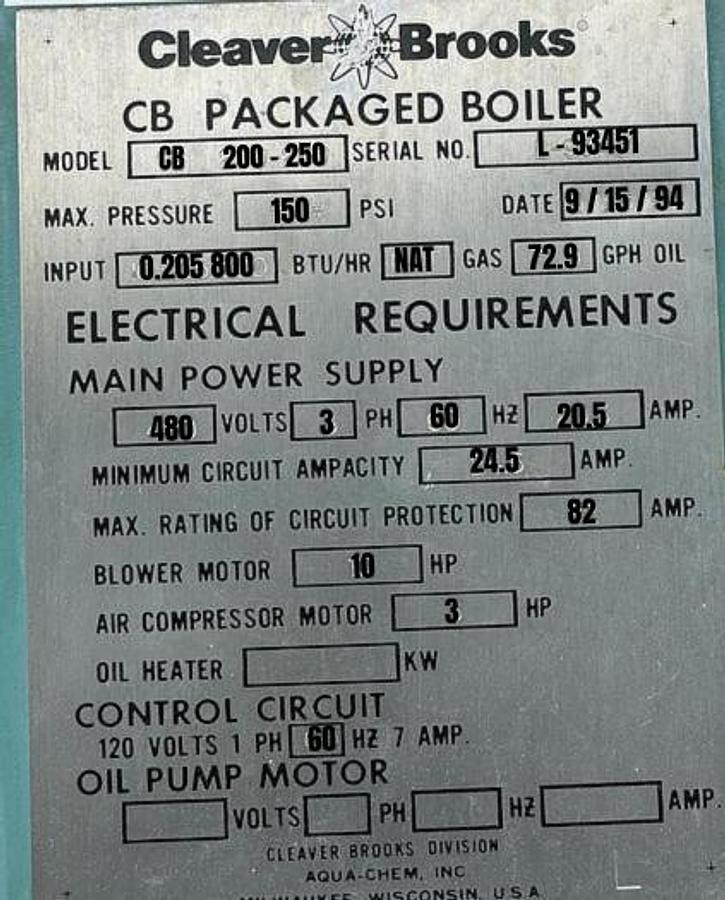 Cleaver Brooks
CB PACKAGED BOILER
MODEL CB 200-250 SERIAL NO. L-93451
MAX. PRESSURE 150 PSI DATE 9/15/94
INPUT 0.205 800 BTU/HR NAT GAS 72.9 GPH OIL
ELECTRICAL REQUIREMENTS
MAIN POWER SUPPLY
480 VOLTS 3 PH 60 HZ 20.5 AMP.
MINIMUM CIRCUIT AMPACITY 24.5 AMP.
MAX. RATING OF CIRCUIT PROTECTION 82 AMP.
BLOWER MOTOR 10 HP
AIR COMPRESSOR MOTOR 3 HP
OIL HEATER KW
CONTROL CIRCUIT
120 VOLTS 1 PH 60 HZ 7 AMP.
OIL PUMP MOTOR
VOLTS PH HZ AMP.
CLEAVER BROOKS DIVISION
AQUA-CHEM, INC
MILWAUKEE, WISCONSIN, U.S.A